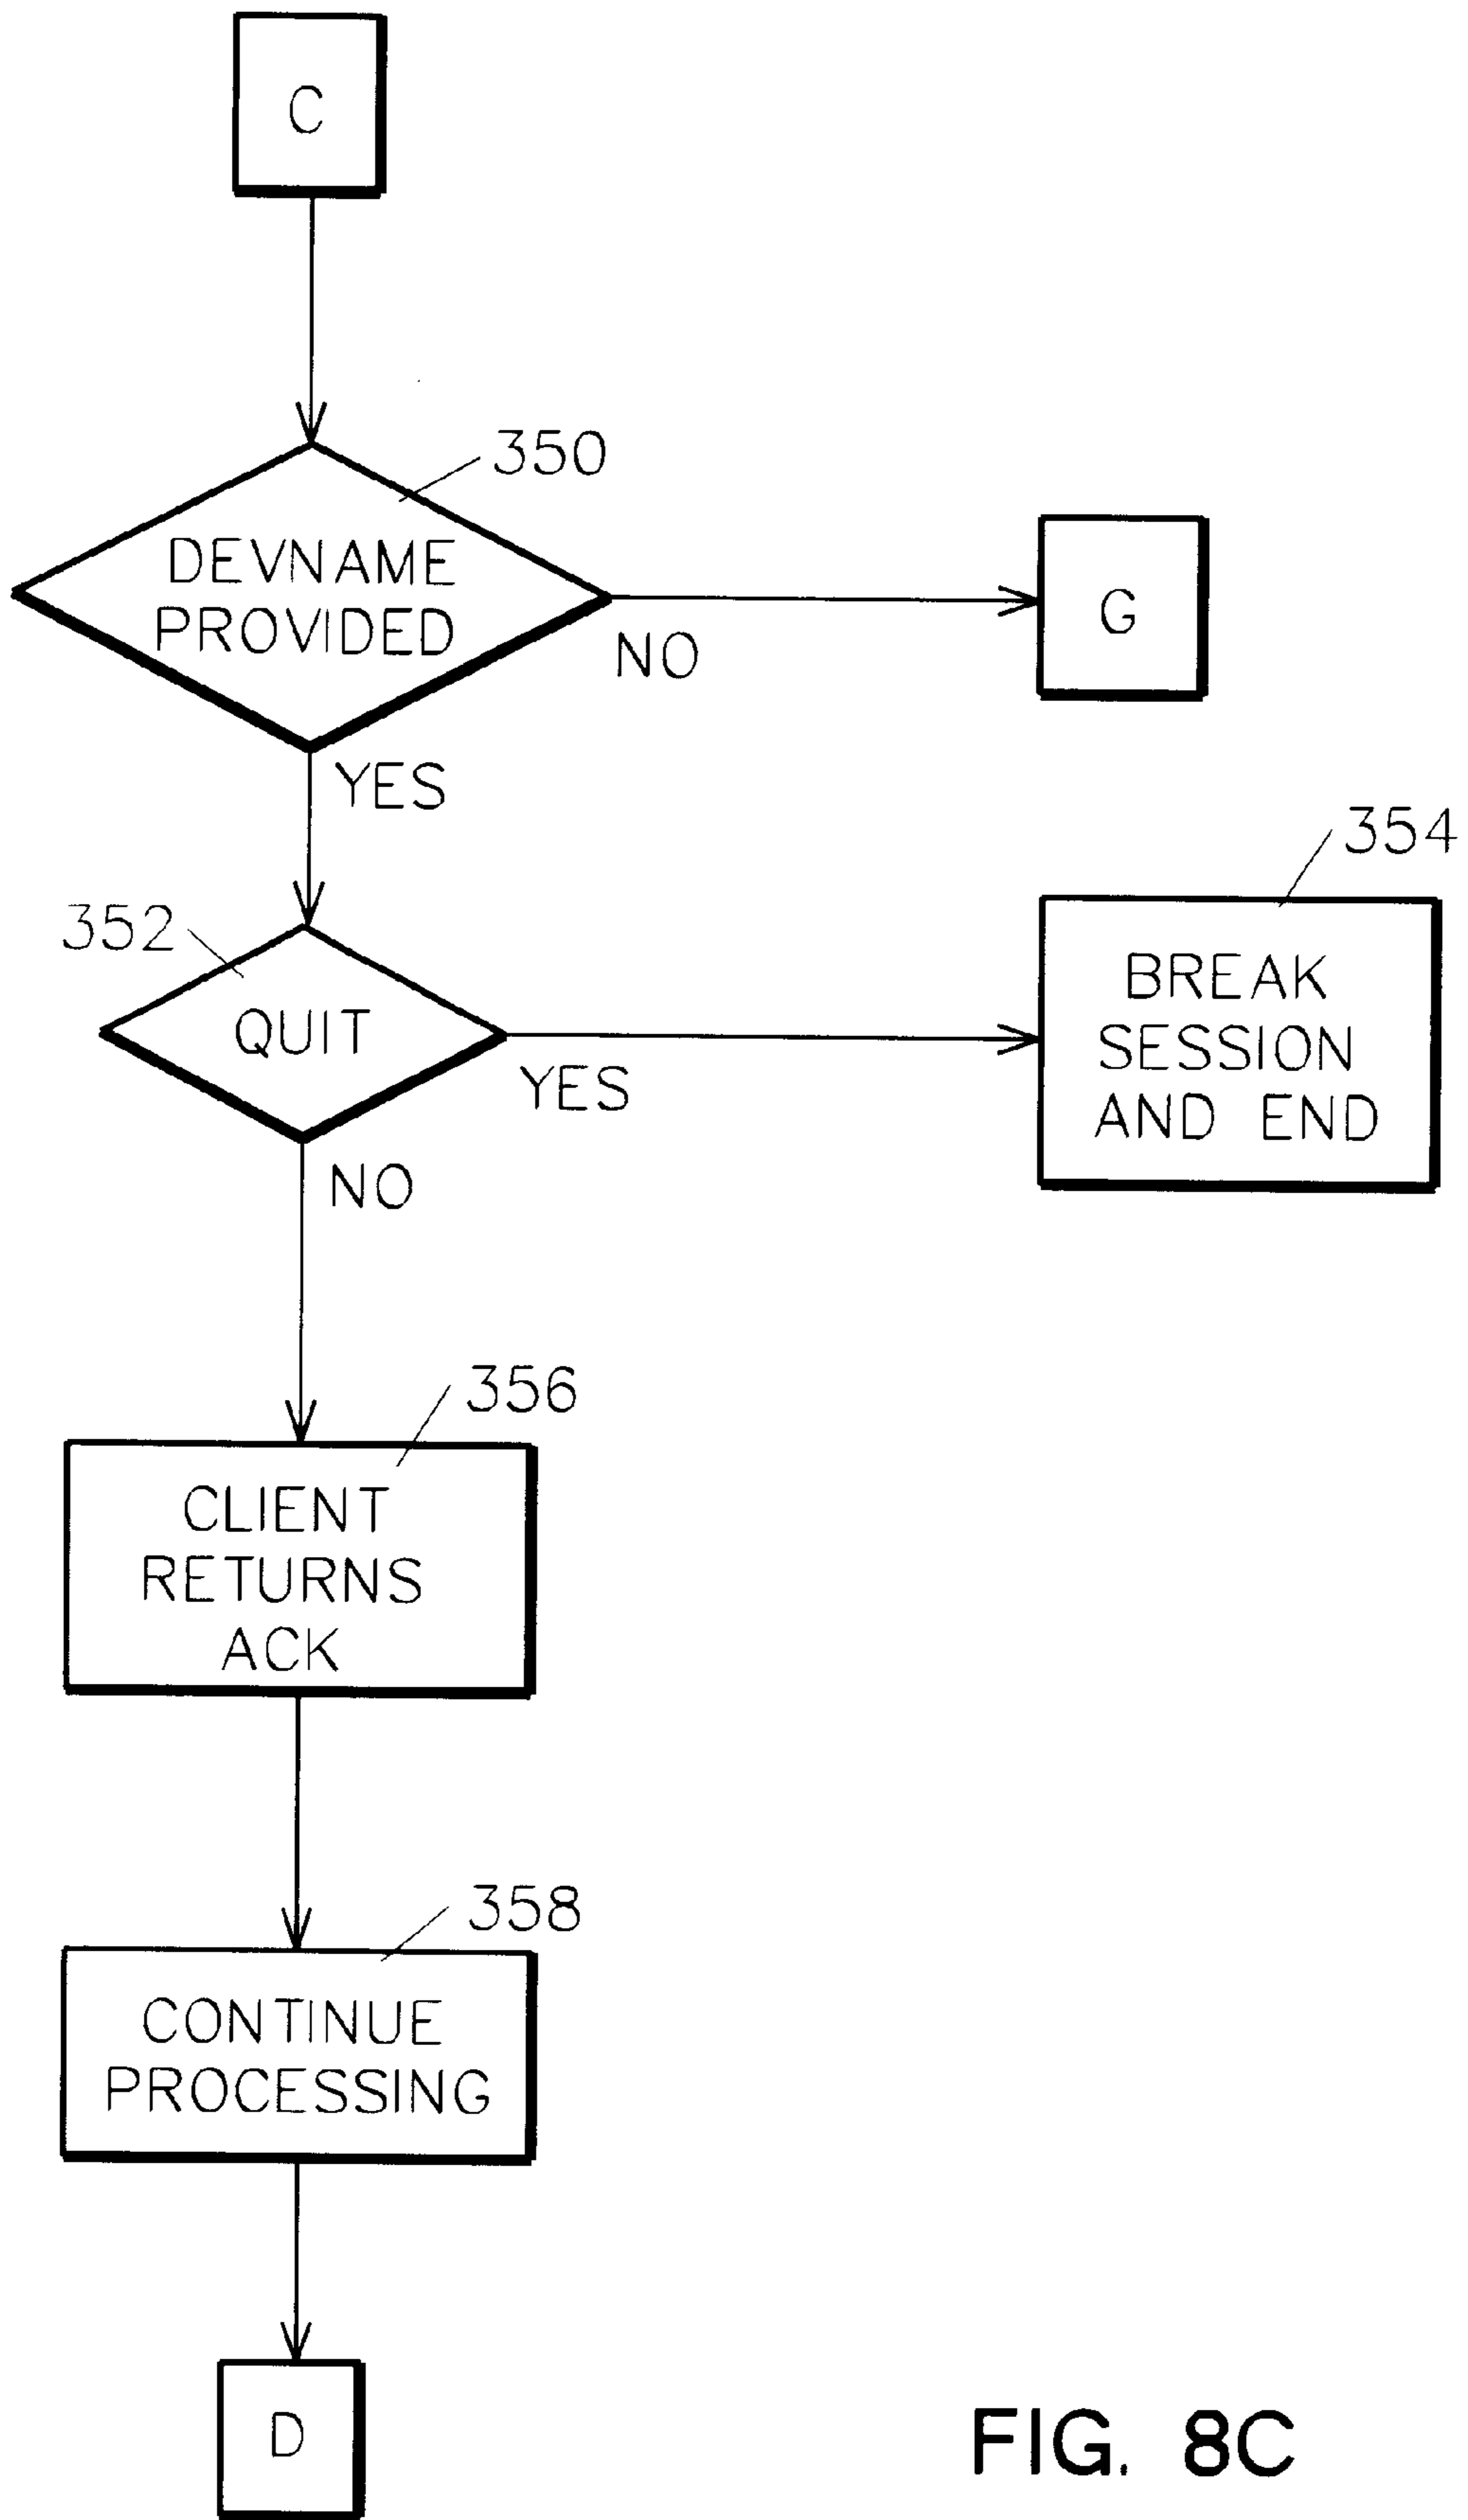 C
350
DEVNAME
PROVIDED
NO
G
YES
352
QUIT
YES
354
BREAK
SESSION
AND END
NO
356
CLIENT
RETURNS
ACK
358
CONTINUE
PROCESSING
D
FIG. 8C